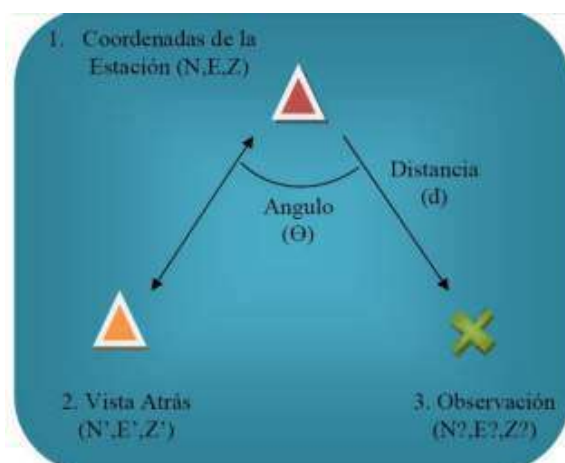 1. Coordenadas de la
Estación (N,E,Z)
Distancia
(d)
Angulo
(Θ)
2. Vista Atrás
(N’,E’,Z’)
3. Observación
(N?,E?,Z?)